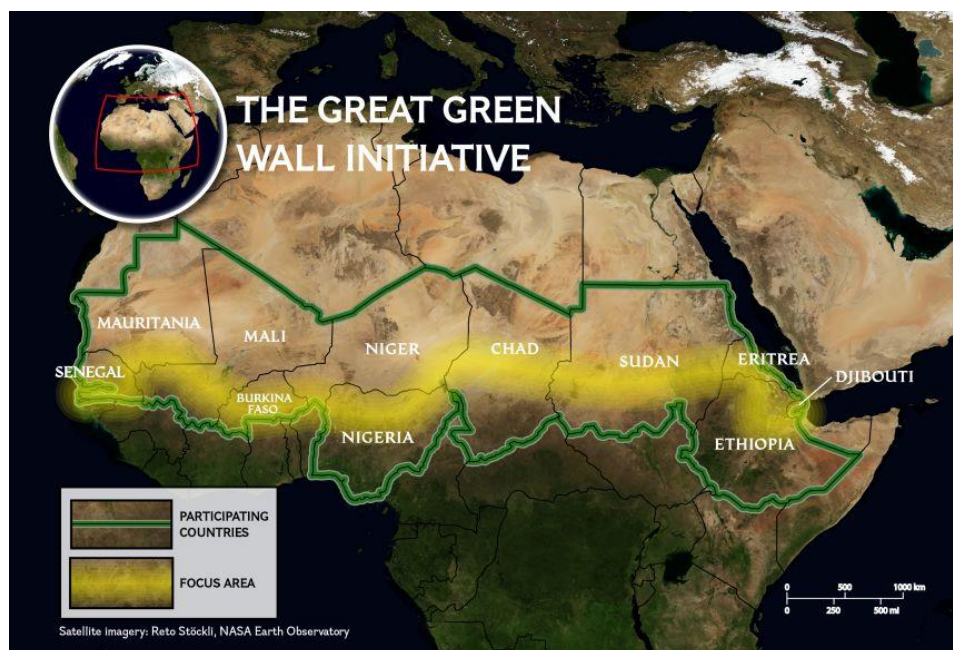 THE GREAT GREEN
WALL INITIATIVE
MAURITANIA
MALI
NIGER
CHAD
SUDAN
ERITREA
SENEGAL
DJIBOUTI
BURKINA
FASO
NIGERIA
ETHIOPIA
PARTICIPATING
COUNTRIES
FOCUS AREA
0 500 1000 km
0 250 500 mi
Satellite imagery: Reto Stöckli, NASA Earth Observatory